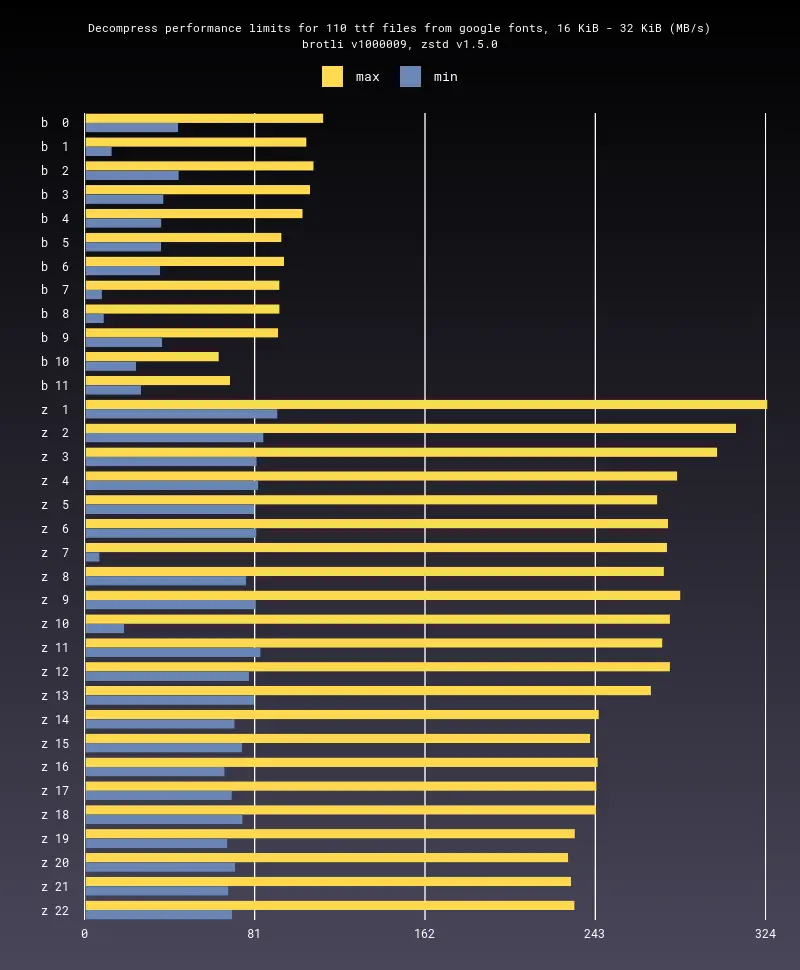 Decompress performance limits for 110 ttf files from google fonts, 16 KiB - 32 KiB (MB/s)
brotli v1000009, zstd v1.5.0
max min
b 0
b 1
b 2
b 3
b 4
b 5
b 6
b 7
b 8
b 9
b 10
b 11
z 1
z 2
z 3
z 4
z 5
z 6
z 7
z 8
z 9
z 10
z 11
z 12
z 13
z 14
z 15
z 16
z 17
z 18
z 19
z 20
z 21
z 22
0 81 162 243 324